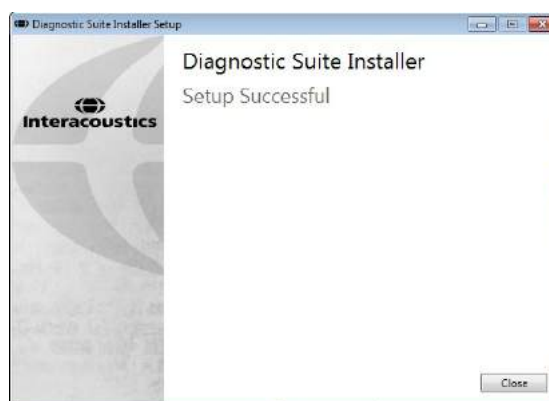 Diagnostic Suite Installer Setup
Diagnostic Suite Installer
Setup Successful
Interacoustics
Close